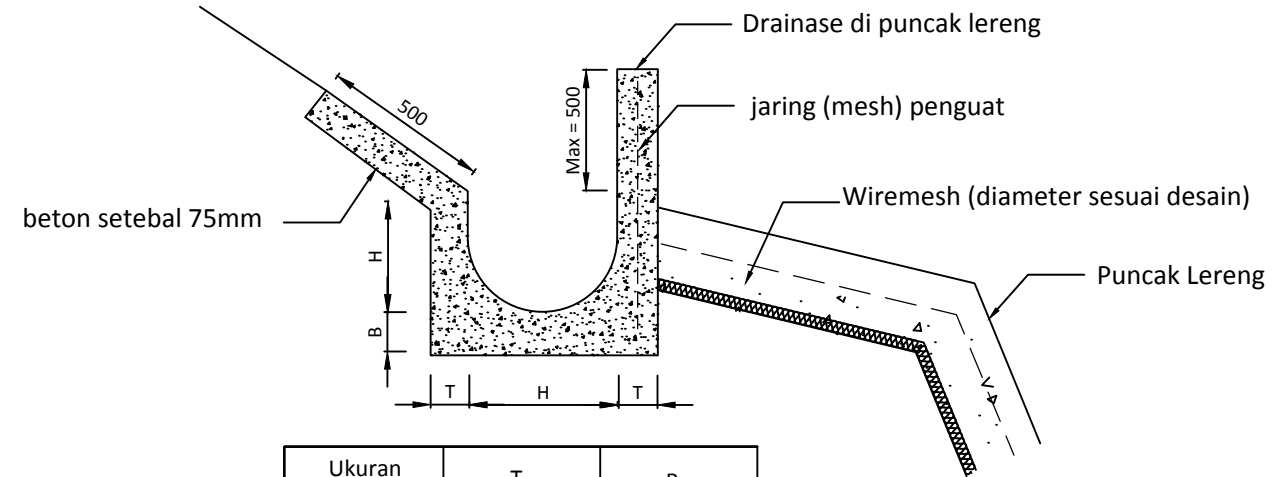 Drainase di puncak lereng
500
Max = 500
jaring (mesh) penguat
Wiremesh (diameter sesuai desain)
beton setebal 75mm
H
Puncak Lereng
B
T H T
Ukuran T B